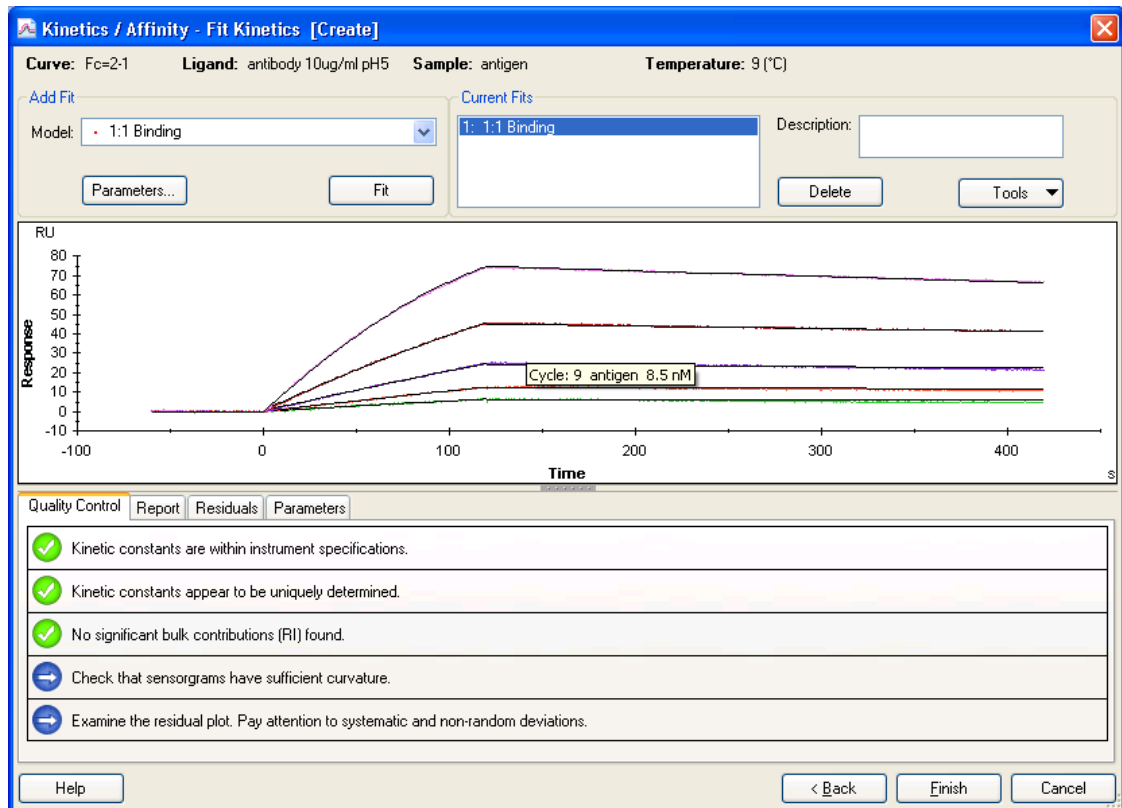 Kinetics / Affinity - Fit Kinetics [Create]
Curve: Fc=2-1 Ligand: antibody 10ug/ml pH5 Sample: antigen Temperature: 9 (°C)
Add Fit
Current Fits
Model: 1:1 Binding
1: 1:1 Binding
Description:
Parameters...
Fit
Delete
Tools
RU
80
70
60
50
40
30
20
10
0
-10
Response
Cycle: 9 antigen 8.5 nM
-100 0 100 200 300 400
Time
s
Quality Control Report Residuals Parameters
Kinetic constants are within instrument specifications.
Kinetic constants appear to be uniquely determined.
No significant bulk contributions (RI) found.
Check that sensorgrams have sufficient curvature.
Examine the residual plot. Pay attention to systematic and non-random deviations.
Help
< Back
Finish
Cancel